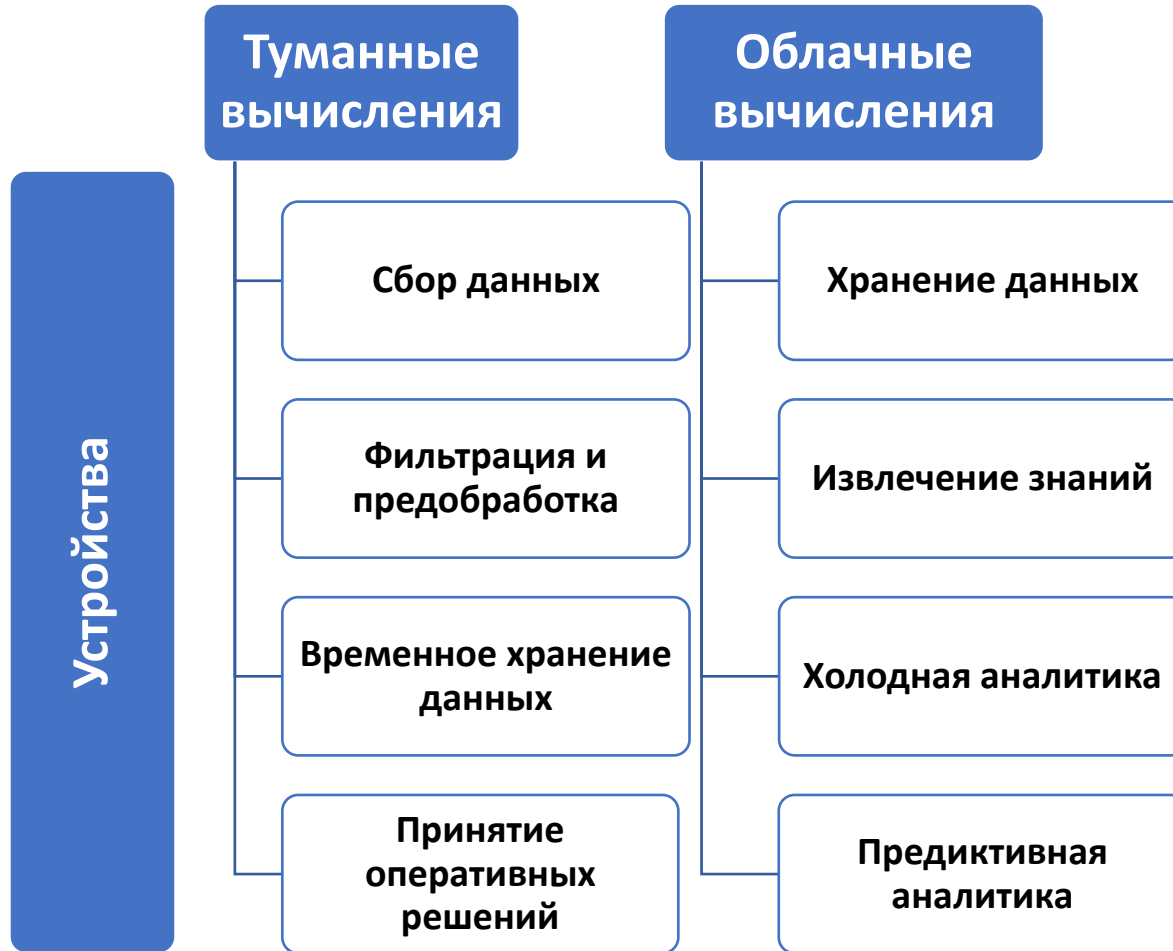 Туманные
вычисления
Облачные
вычисления
Устройства
Сбор данных
Фильтрация и
предобработка
Временное хранение
данных
Принятие
оперативных
решений
Хранение данных
Извлечение знаний
Холодная аналитика
Предиктивная
аналитика